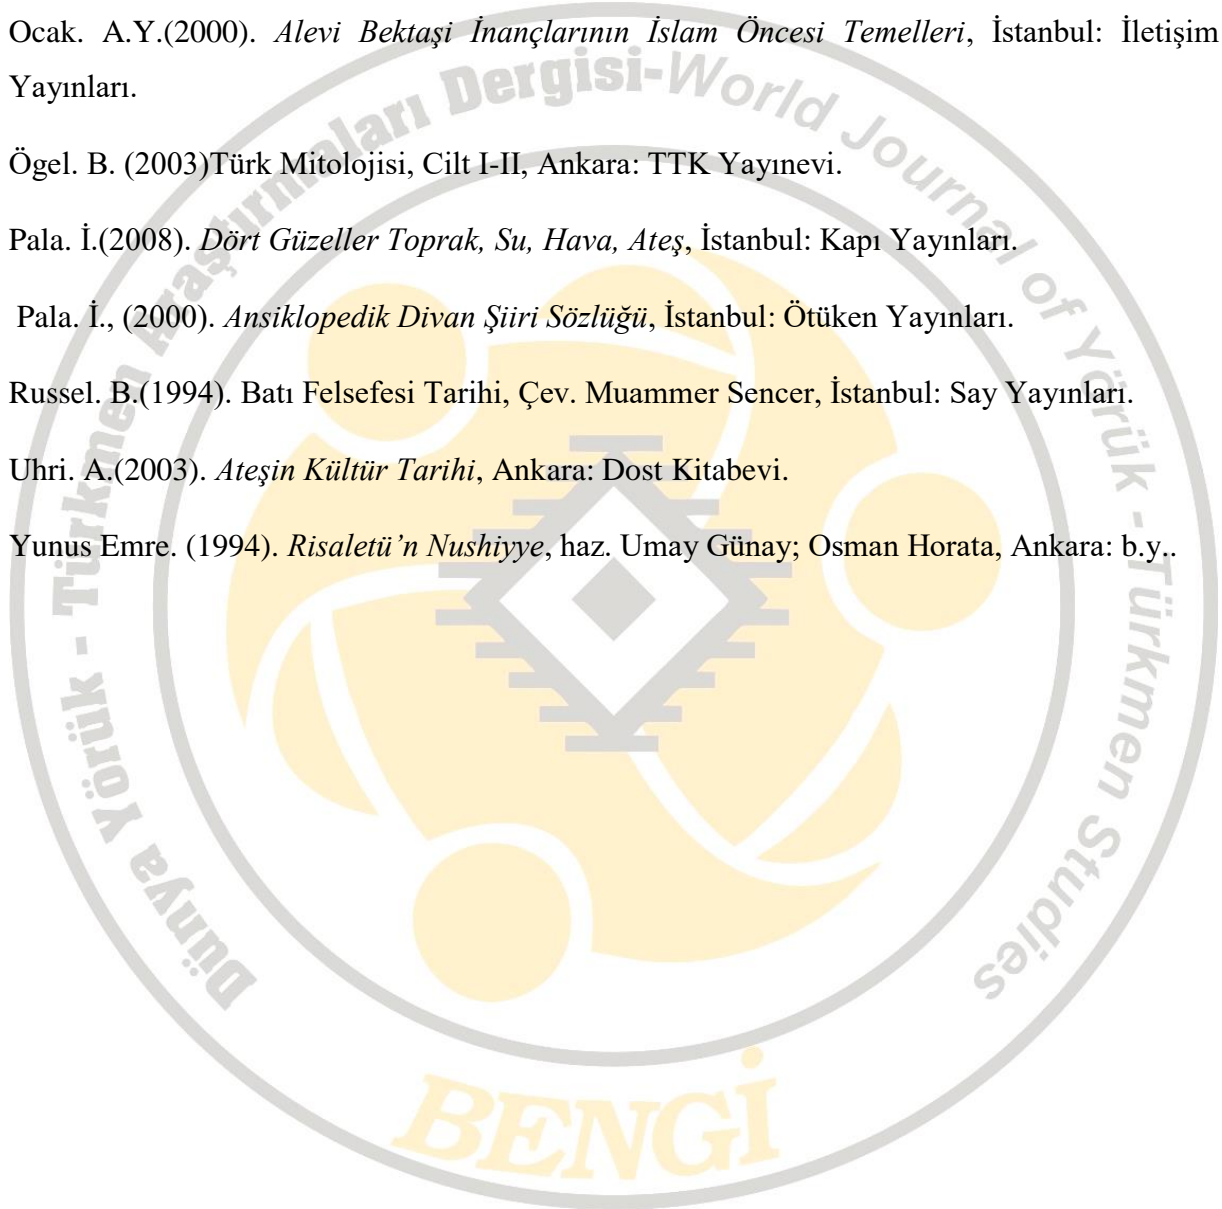 Ocak. A.Y.(2000). Alevi Bektaşi İnançlarının İslam Öncesi Temelleri, İstanbul: İletişim
Yayınları.
Ögel. B. (2003)Türk Mitolojisi, Cilt I-II, Ankara: TTK Yayınevi.
Pala. İ.(2008). Dört Güzeller Toprak, Su, Hava, Ateş, İstanbul: Kapı Yayınları.
Pala. İ., (2000). Ansiklopedik Divan Şiiri Sözlüğü, İstanbul: Ötüken Yayınları.
Russel. B.(1994). Batı Felsefesi Tarihi, Çev. Muammer Sencer, İstanbul: Say Yayınları.
Uhri. A.(2003). Ateşin Kültür Tarihi, Ankara: Dost Kitabevi.
Yunus Emre. (1994). Risaletü’n Nushiyye, haz. Umay Günay; Osman Horata, Ankara: b.y..
Dünya Yörük - Türkmen Araştırmaları Dergisi-World Journal of Yörük -Türkmen Studies
BENGİ